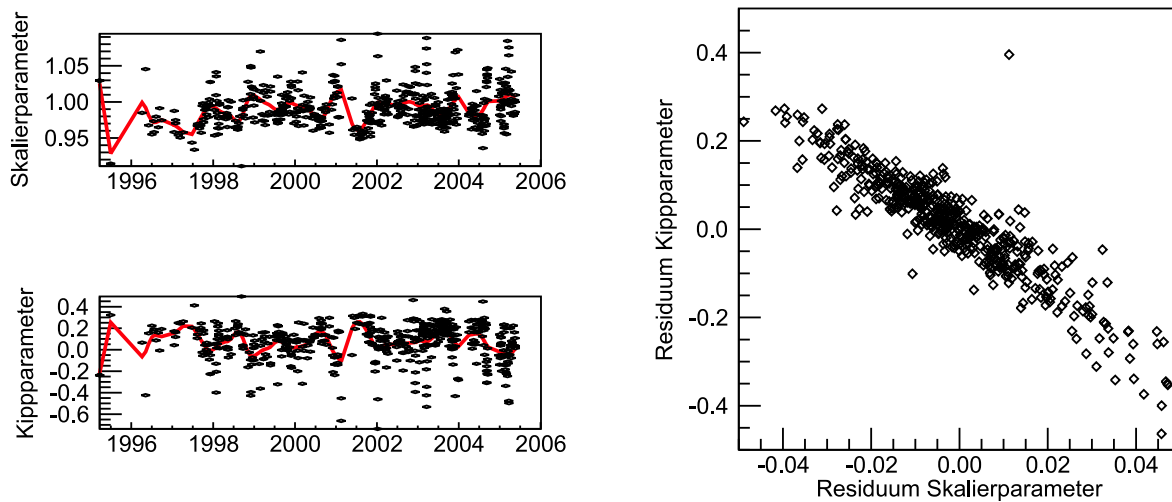 Skalierparameter
1.05
1.00
0.95
1996 1998 2000 2002 2004 2006
Kippparameter
0.4
0.2
0.0
-0.2
-0.4
-0.6
1996 1998 2000 2002 2004 2006
Residuum Kippparameter
0.4
0.2
0.0
-0.2
-0.4
-0.04 -0.02 0.00 0.02 0.04
Residuum Skalierparameter